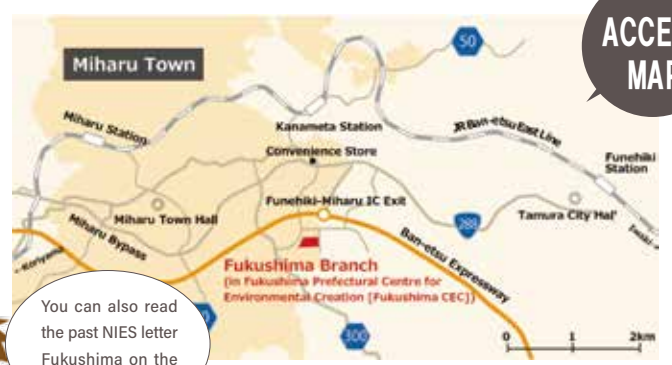 ACCE
MAP
Miharu Town
50
Miharu Station
Kanameta Station
JR Ban-etsu East Line
Convenience Store
Funehiki
Station
Funehiki-Miharu IC Exit
Miharu Town Hall
288
Tamura City Hal
Miharu Bypass
Ban-etsu Expressway
Koriyama
Fukushima Branch
(in Fukushima Prefectural Centre for
Environmental Creation [Fukushima CEC])
You can also read
the past NIES letter
Fukushima on the
300
0 1 2km